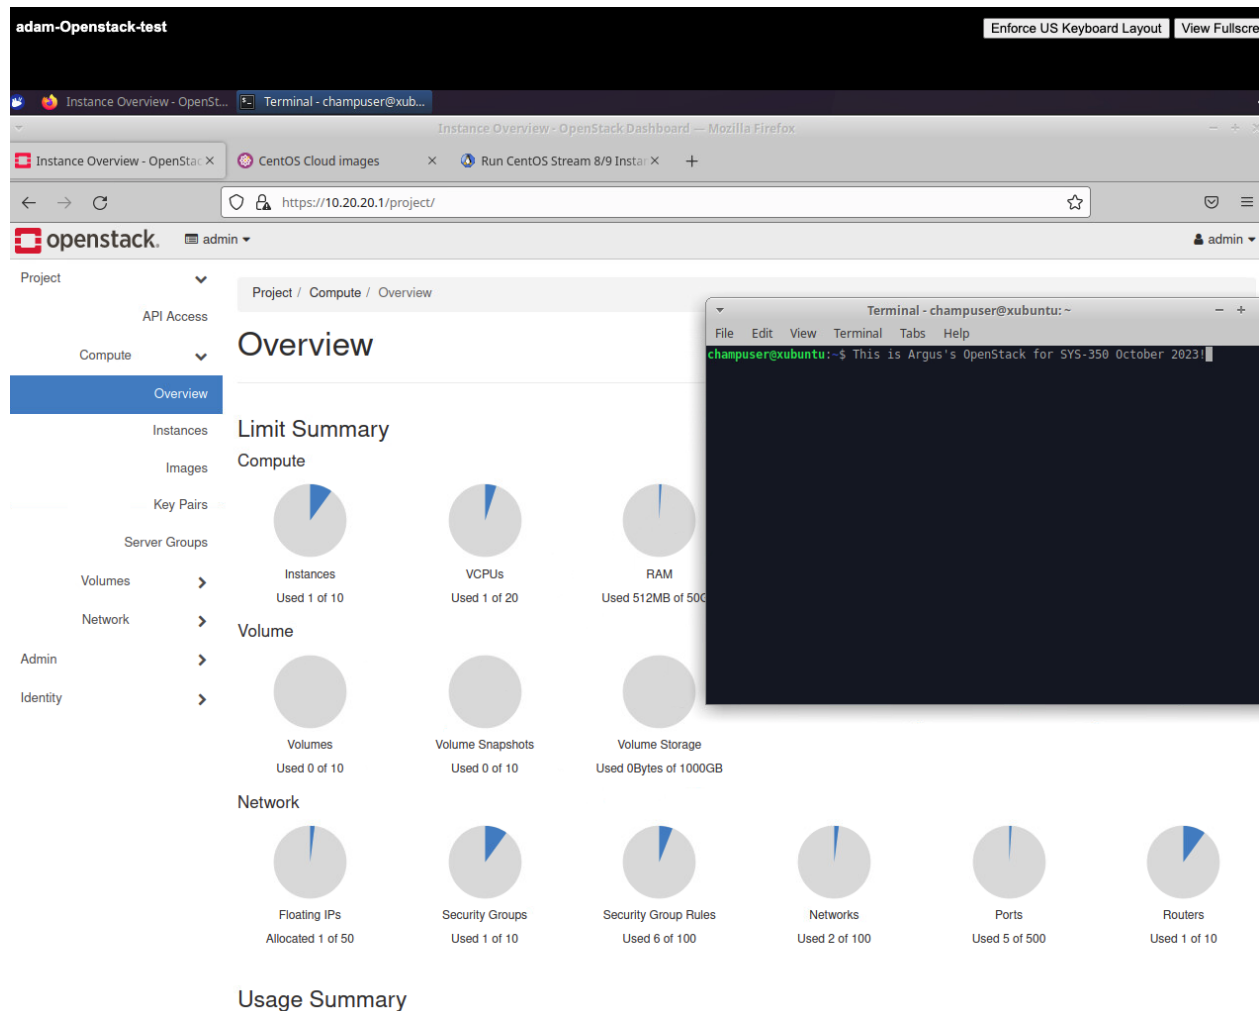 adam-Openstack-test
Enforce US Keyboard Layout View Fullscre
Instance Overview - OpenSt... Terminal - champuser@xub...
Instance Overview - OpenStack Dashboard — Mozilla Firefox
Instance Overview - OpenStac CentOS Cloud images Run CentOS Stream 8/9 Instar
https://10.20.20.1/project/
openstack. admin admin
Project
API Access
Compute
Overview
Instances
Images
Key Pairs
Server Groups
Volumes
Network
Admin
Identity
Project / Compute / Overview
Overview
Terminal - champuser@xubuntu: ~
File Edit View Terminal Tabs Help
champuser@xubuntu:~$ This is Argus's OpenStack for SYS-350 October 2023!
Limit Summary
Compute
Instances VCPUs RAM
Used 1 of 10 Used 1 of 20 Used 512MB of 50G
Volume
Volumes Volume Snapshots Volume Storage
Used 0 of 10 Used 0 of 10 Used 0Bytes of 1000GB
Network
Floating IPs Security Groups Security Group Rules Networks Ports Routers
Allocated 1 of 50 Used 1 of 10 Used 6 of 100 Used 2 of 100 Used 5 of 500 Used 1 of 10
Usage Summary